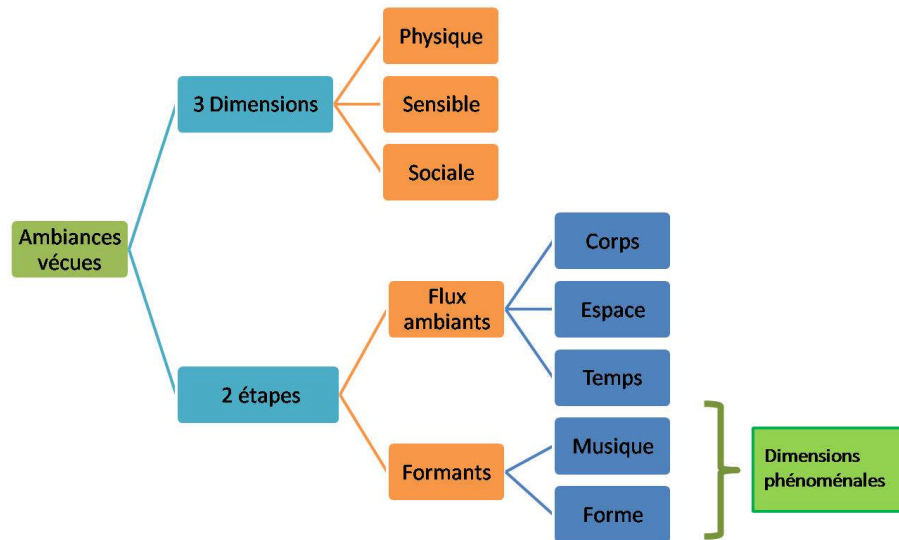 Physique
3 Dimensions
Sensible
Sociale
Ambiances
vécues
2 étapes
Flux
ambiants
Corps
Espace
Temps
Formants
Musique
Forme
Dimensions
phénoménales